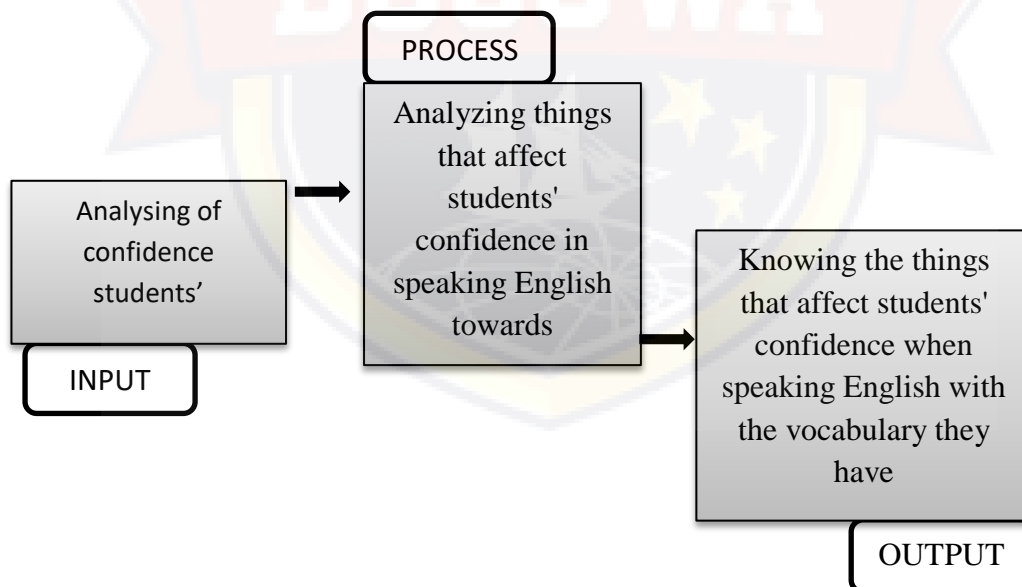 PROCESS
Analyzing things
that affect
students'
confidence in
speaking English
towards
Analysing of
confidence
students’
INPUT
Knowing the things
that affect students'
confidence when
speaking English with
the vocabulary they
have
OUTPUT